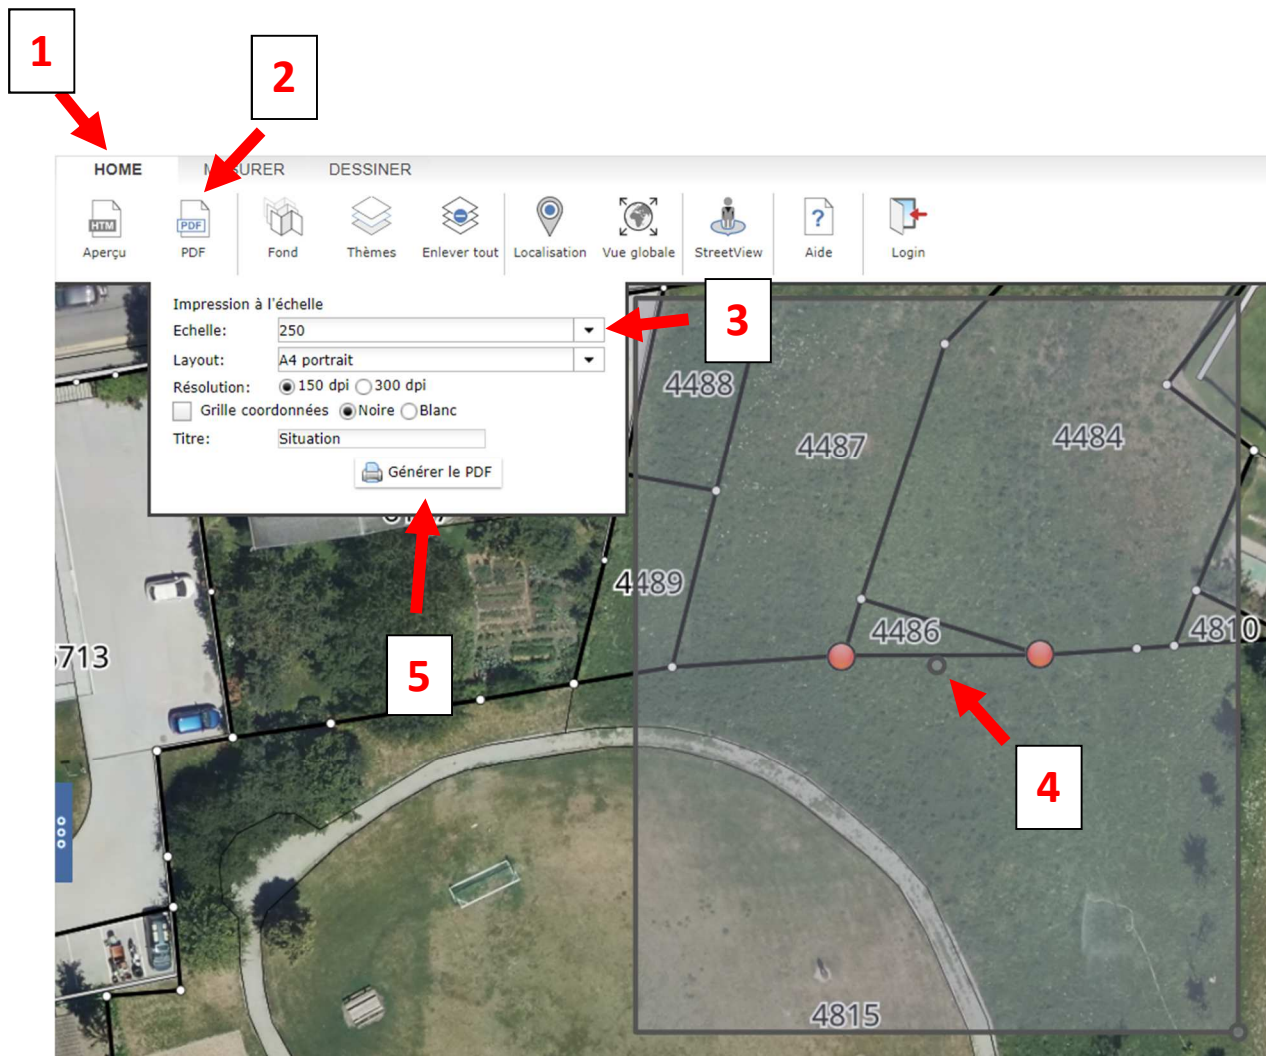 1
2
HOME MESURER DESSINER
HTM PDF ?
Aperçu PDF Fond Thèmes Enlever tout Localisation Vue globale StreetView Aide Login
Impression à l'échelle
Echelle: 250
3
Layout: A4 portrait
Résolution: 150 dpi 300 dpi
Grille coordonnées Noire Blanc
Titre: Situation
Générer le PDF
4488
4487
4484
4489
4486
4810
5
4
4815